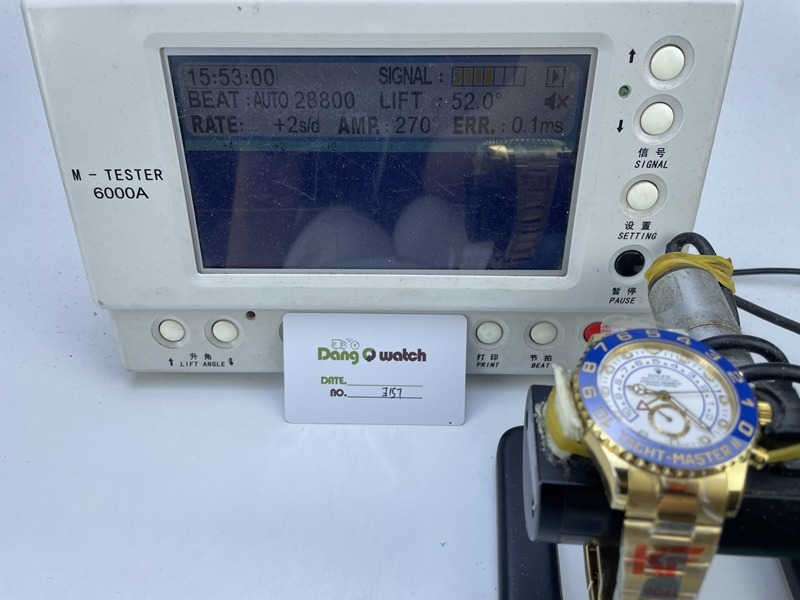 15:53:00 SIGNAL :
BEAT : AUTO 28800 LIFT : 52.0°
RATE: +2s/d AMP. : 270° ERR. : 0.1ms
M - TESTER
6000A
信号
SIGNAL
设置
SETTING
暂停
PAUSE
升角
LIFT ANGLE
打印
PRINT
节拍
BEAT
Dang Q watch
DATE.
NO. 3157
YACHT-MASTER II
KF